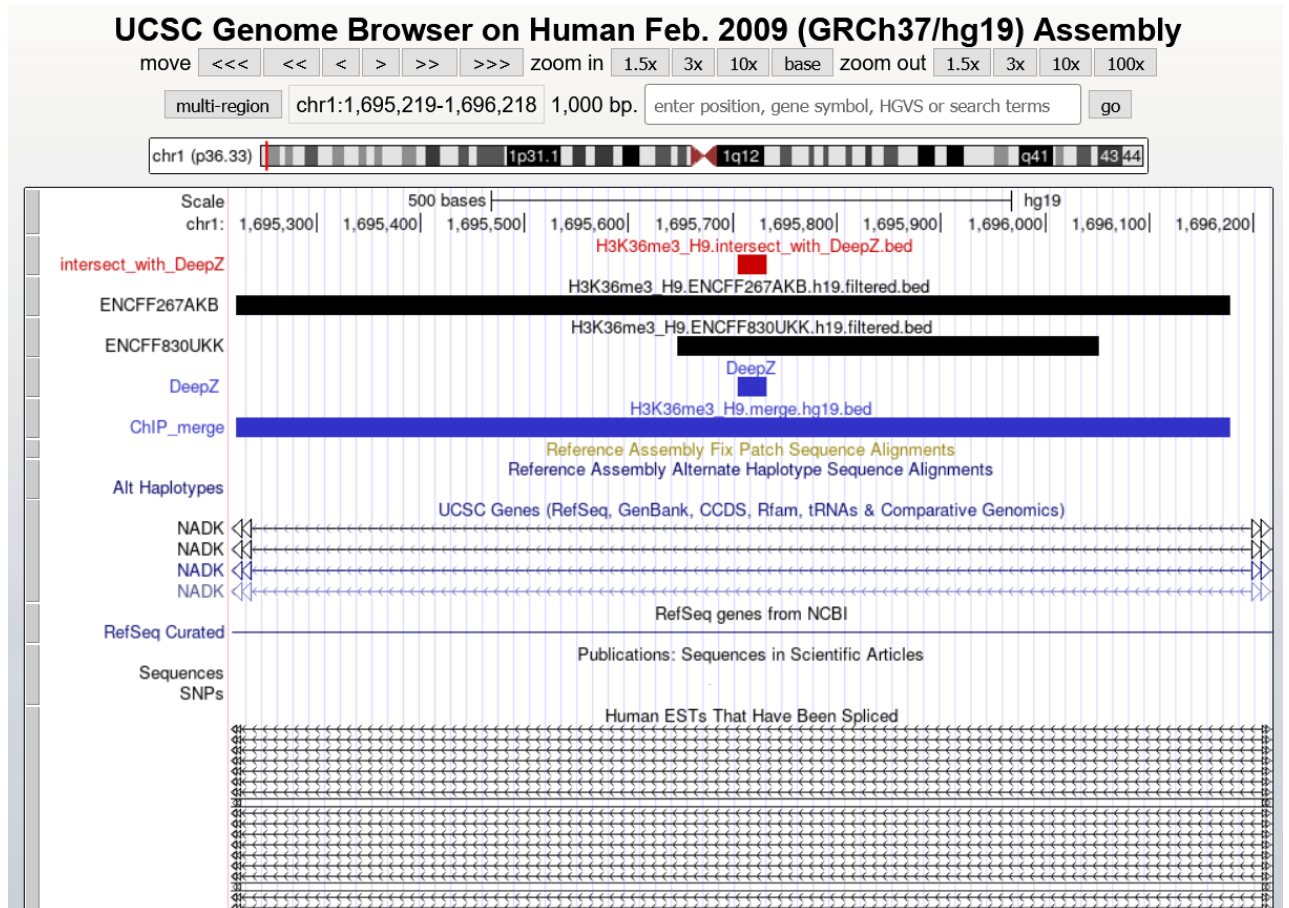 UCSC Genome Browser on Human Feb. 2009 (GRCh37/hg19) Assembly
move <<< << < > >> >>> zoom in 1.5x 3x 10x base zoom out 1.5x 3x 10x 100x
multi-region chr1:1,695,219-1,696,218 1,000 bp. enter position, gene symbol, HGVS or search terms go
chr1 (p36.33) 1p31.1 1q12 q41 43 44
Scale 500 bases hg19
chr1: 1,695,300| 1,695,400| 1,695,500| 1,695,600| 1,695,700| 1,695,800| 1,695,900| 1,696,000| 1,696,100| 1,696,200|
H3K36me3_H9.intersect_with_DeepZ.bed
intersect_with_DeepZ
H3K36me3_H9.ENCFF267AKB.h19.filtered.bed
ENCFF267AKB
H3K36me3_H9.ENCFF830UKK.h19.filtered.bed
ENCFF830UKK
DeepZ
DeepZ
H3K36me3_H9.merge.hg19.bed
ChIP_merge
Reference Assembly Fix Patch Sequence Alignments
Reference Assembly Alternate Haplotype Sequence Alignments
Alt Haplotypes
UCSC Genes (RefSeq, GenBank, CCDS, Rfam, tRNAs & Comparative Genomics)
NADK
NADK
NADK
NADK
RefSeq genes from NCBI
RefSeq Curated
Publications: Sequences in Scientific Articles
Sequences
SNPs
Human ESTs That Have Been Spliced